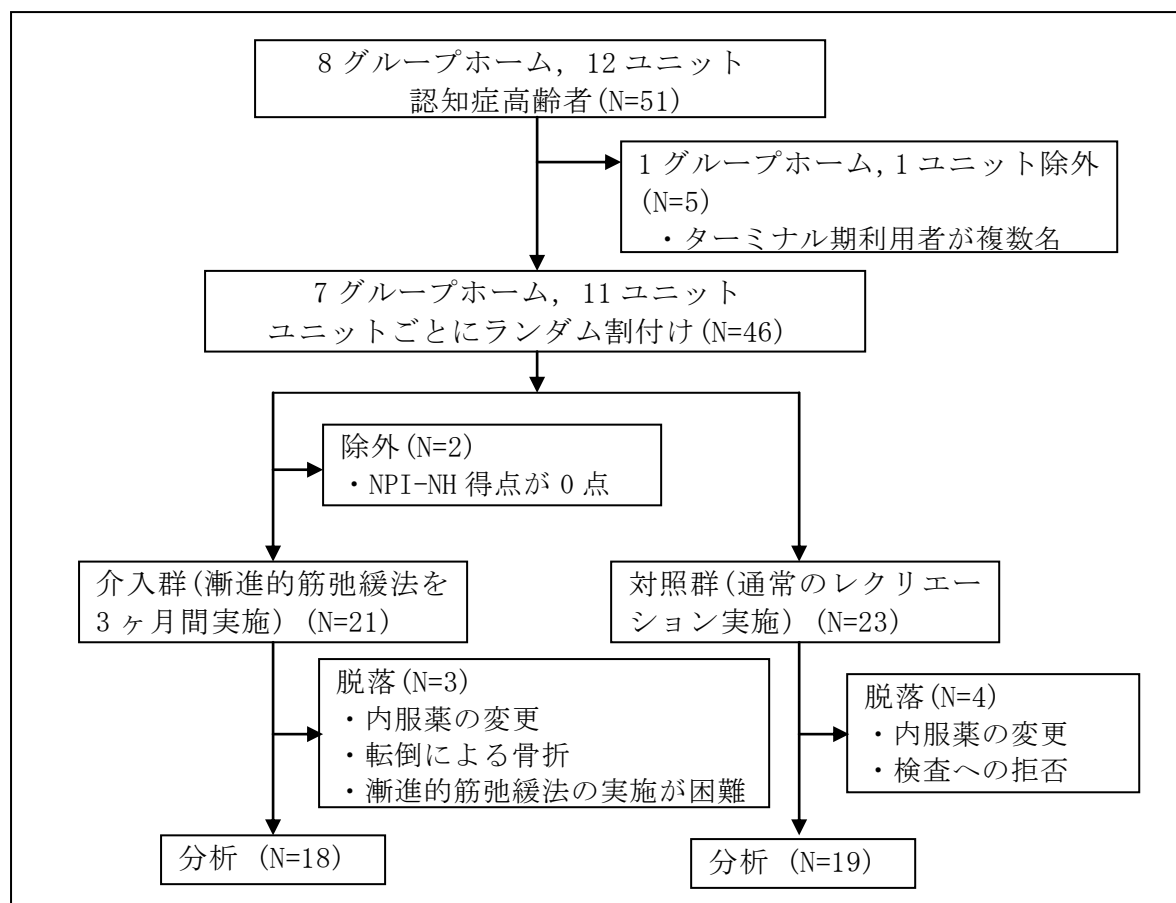 8 グループホーム, 12 ユニット
認知症高齢者(N=51)
1 グループホーム, 1 ユニット除外
(N=5)
・ターミナル期利用者が複数名
7 グループホーム, 11 ユニット
ユニットごとにランダム割付け(N=46)
除外(N=2)
・NPI-NH 得点が 0 点
介入群(漸進的筋弛緩法を
3 ヶ月間実施) (N=21)
対照群(通常のレクリエー
ション実施) (N=23)
脱落(N=3)
・内服薬の変更
・転倒による骨折
・漸進的筋弛緩法の実施が困難
脱落(N=4)
・内服薬の変更
・検査への拒否
分析 (N=18)
分析 (N=19)